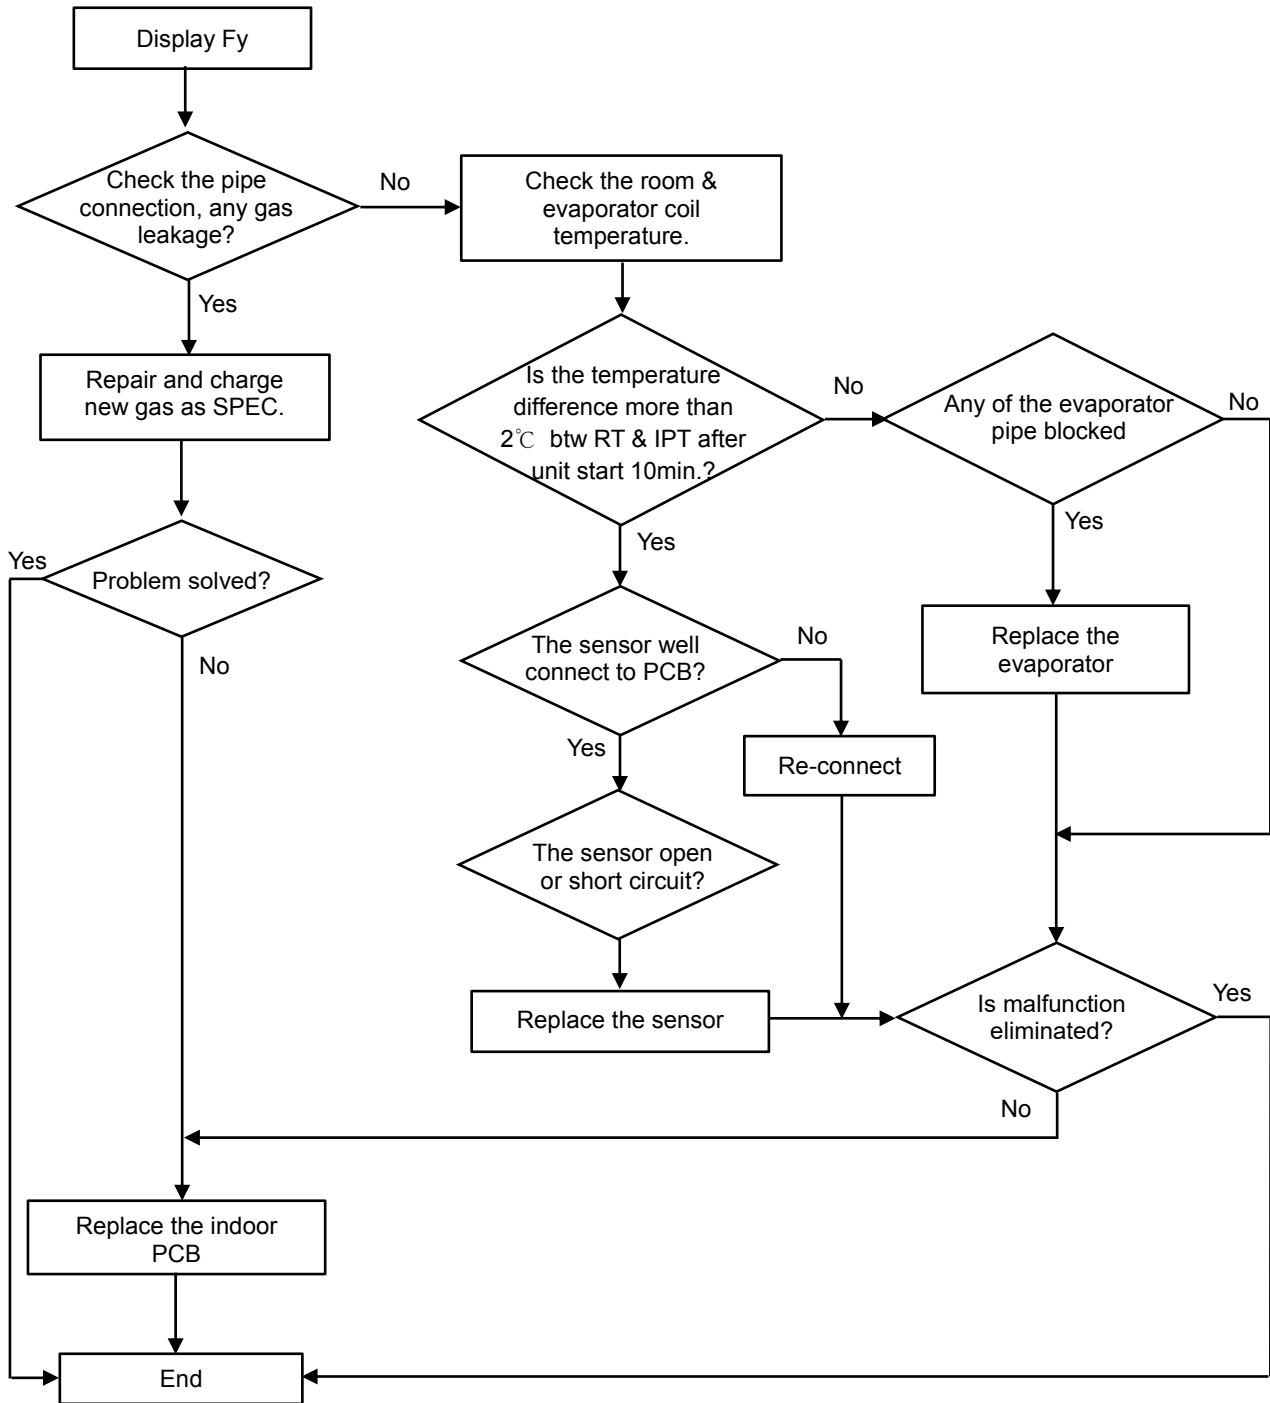 Display Fy
Check the pipe
connection, any gas
leakage?
No
Check the room &
evaporator coil
temperature.
Yes
Repair and charge
new gas as SPEC.
Is the temperature
difference more than
2℃ btw RT & IPT after
unit start 10min.?
No
Any of the evaporator
pipe blocked
No
Yes
Yes
Yes
Problem solved?
No
The sensor well
connect to PCB?
No
Replace the
evaporator
Yes
Re-connect
The sensor open
or short circuit?
Replace the sensor
Is malfunction
eliminated?
Yes
No
Replace the indoor
PCB
End